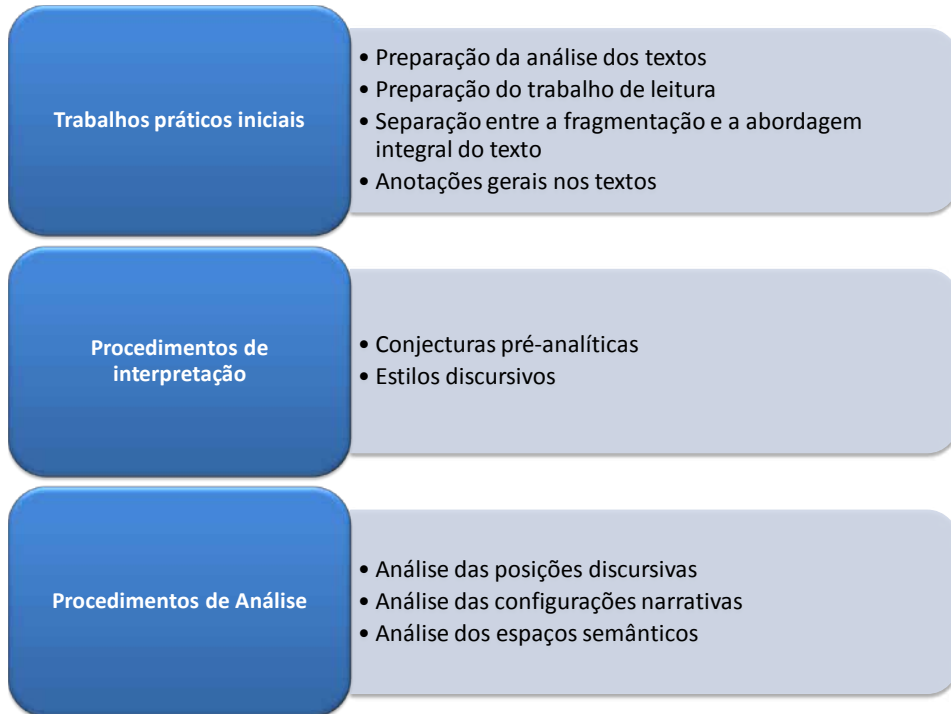 Trabalhos práticos iniciais
• Preparação da análise dos textos
• Preparação do trabalho de leitura
• Separação entre a fragmentação e a abordagem
integral do texto
• Anotações gerais nos textos
Procedimentos de
interpretação
• Conjecturas pré-analíticas
• Estilos discursivos
Procedimentos de Análise
• Análise das posições discursivas
• Análise das configurações narrativas
• Análise dos espaços semânticos